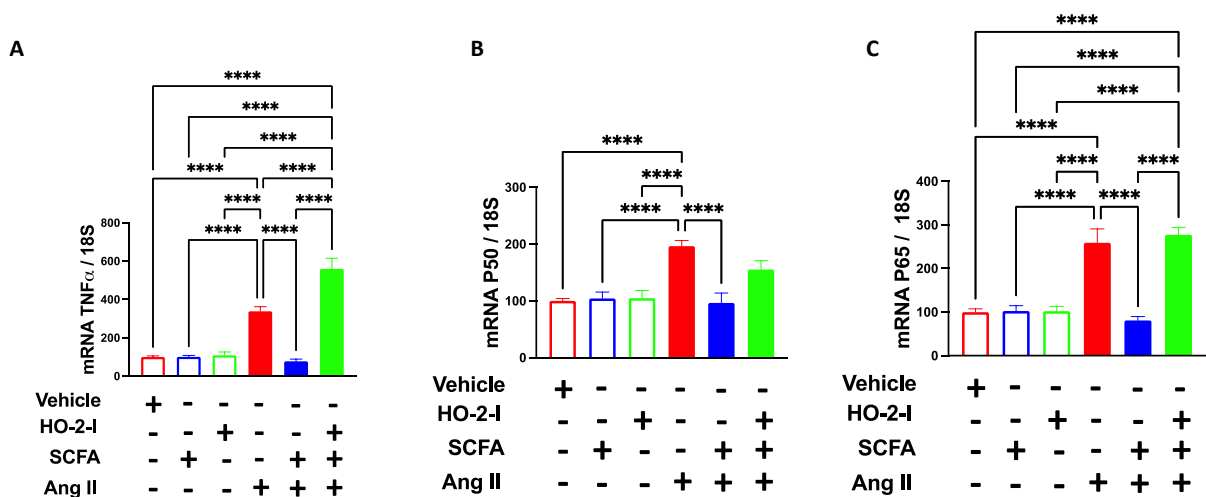 A
****
****
****
**** ****
**** ****
**** ****
mRNA TNFα / 18S
800
600
400
200
0
Vehicle + - - - - -
HO-2-I - - + - - +
SCFA - + - - + +
Ang II - - - + + +
B
****
****
**** ****
mRNA P50 / 18S
300
200
100
0
Vehicle + - - - - -
HO-2-I - - + - - +
SCFA - + - - + +
Ang II - - - + + +
C
****
****
****
****
**** ****
**** ****
mRNA P65 / 18S
400
300
200
100
0
Vehicle + - - - - -
HO-2-I - - + - - +
SCFA - + - - + +
Ang II - - - + + +